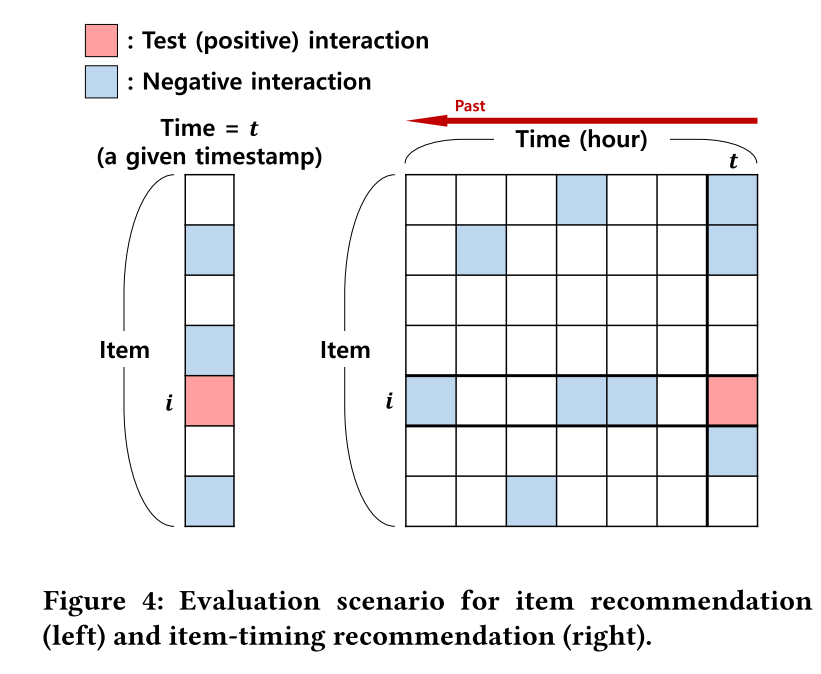 : Test (positive) interaction
: Negative interaction
Time = t
(a given timestamp)
Past
Time (hour)
t
Item
i
Item
i
Figure 4: Evaluation scenario for item recommendation
(left) and item-timing recommendation (right).